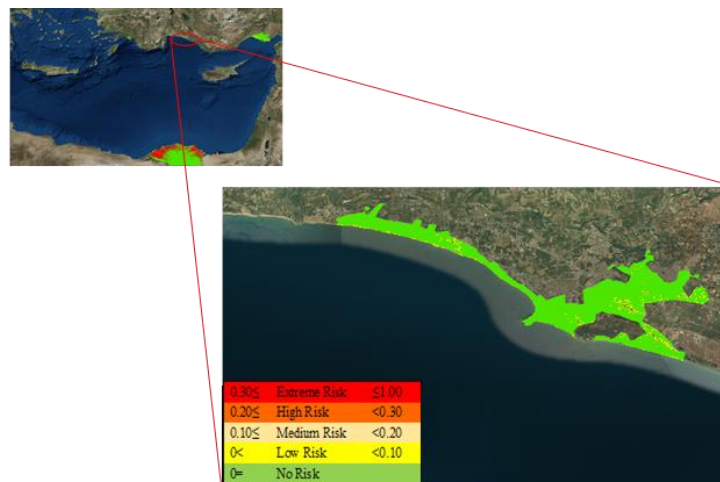 0.30≤ Extreme Risk ≤1.00
0.20≤ High Risk <0.30
0.10≤ Medium Risk <0.20
0< Low Risk <0.10
0= No Risk